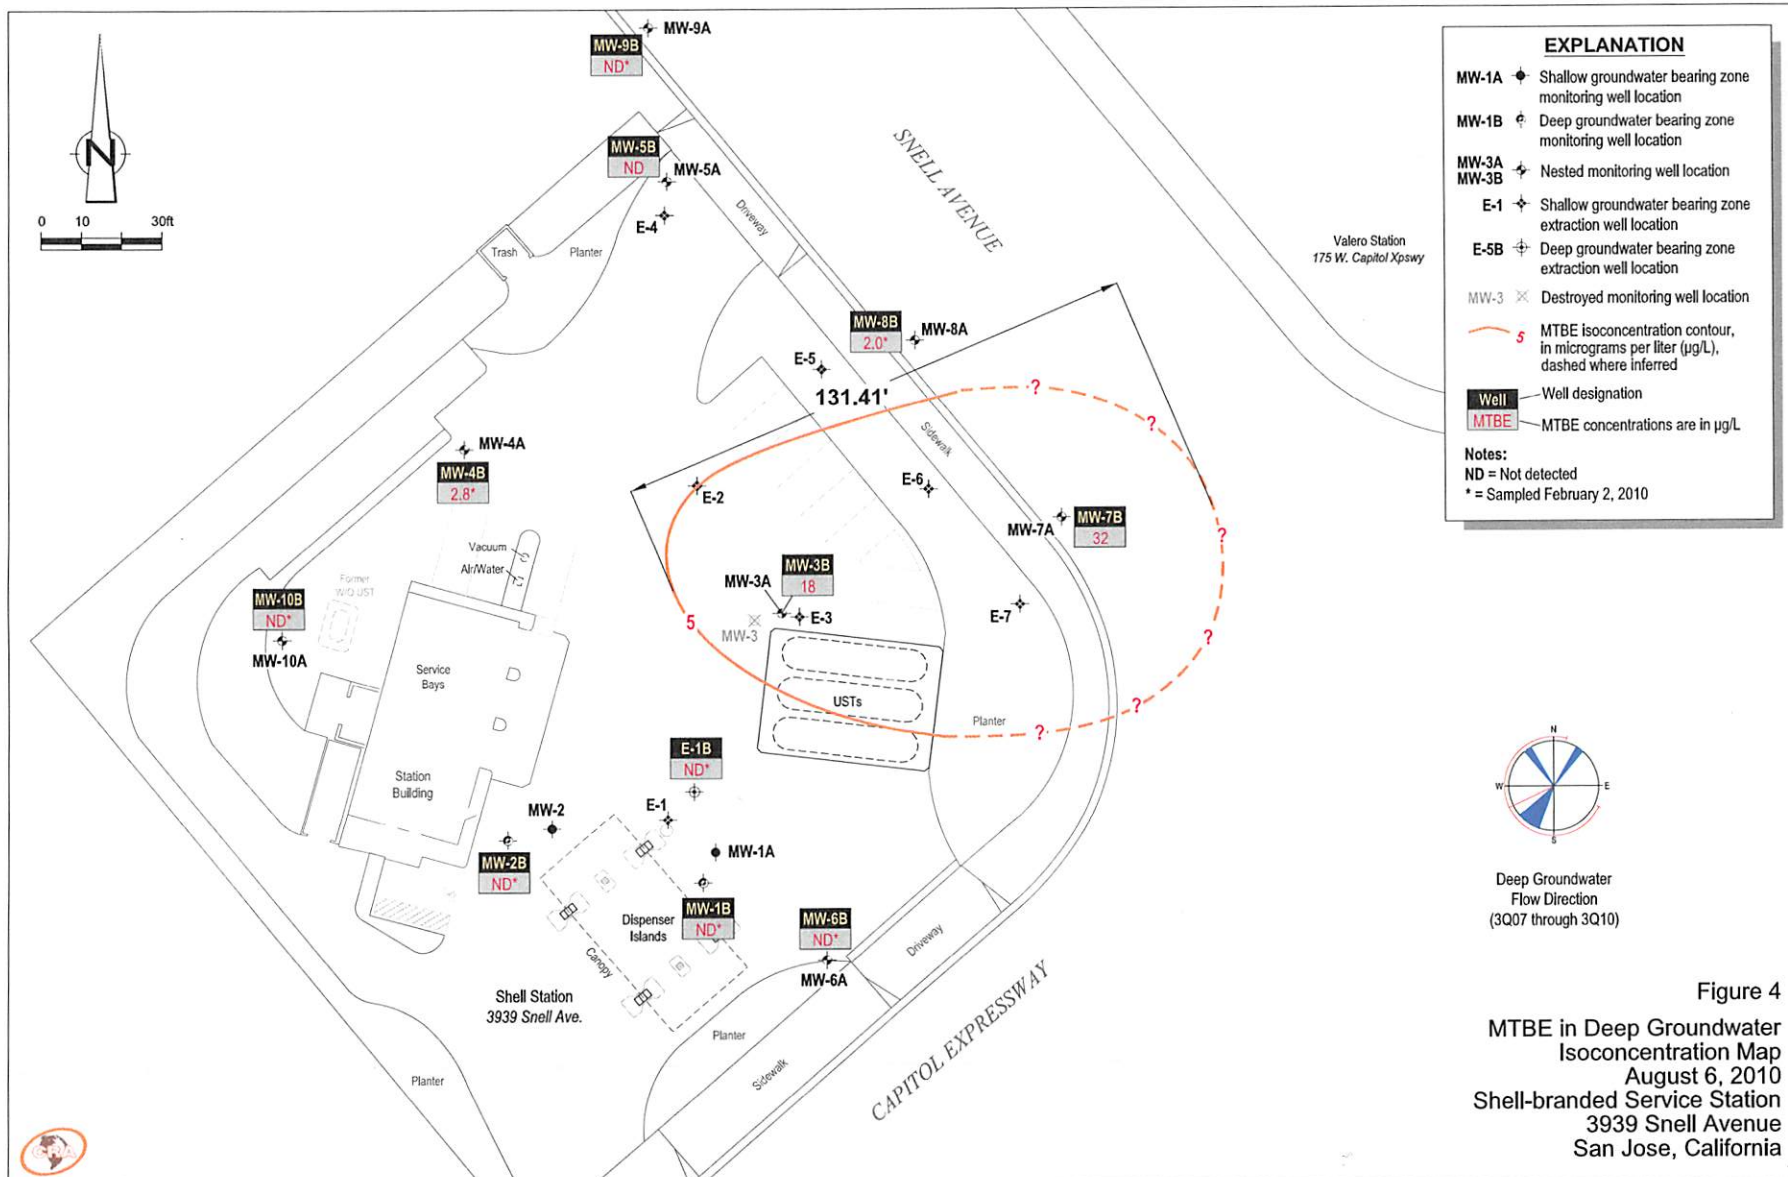 MW-9A
MW-9B
ND*
N
0 10 30ft
MW-5B
ND
MW-5A
E-4
Driveway
SNELL AVENUE
Trash
Planter
Valero Station
175 W. Capitol Xpswy
MW-8B
2.0*
MW-8A
E-5
131.41'
?
?
Sidewalk
MW-4A
MW-4B
2.8*
E-2
E-6
MW-7A
MW-7B
32
?
Vacuum
Air/Water
Former
W/O UST
MW-10B
ND*
MW-10A
MW-3A
MW-3B
18
E-3
MW-3
5
E-7
?
Service
Bays
USTs
Planter
?
?
E-1B
ND*
Station
Building
MW-2
E-1
MW-2B
ND*
MW-1A
MW-1B
ND*
Dispenser
Islands
Canopy
MW-6B
ND*
MW-6A
Driveway
Shell Station
3939 Snell Ave.
Planter
Sidewalk
CAPITOL EXPRESSWAY
Planter
CRA
EXPLANATION
MW-1A Shallow groundwater bearing zone
monitoring well location
MW-1B Deep groundwater bearing zone
monitoring well location
MW-3A
MW-3B Nested monitoring well location
E-1 Shallow groundwater bearing zone
extraction well location
E-5B Deep groundwater bearing zone
extraction well location
MW-3 Destroyed monitoring well location
5 MTBE isoconcentration contour,
in micrograms per liter (µg/L),
dashed where inferred
Well Well designation
MTBE MTBE concentrations are in µg/L
Notes:
ND = Not detected
* = Sampled February 2, 2010
N
W E
S
Deep Groundwater
Flow Direction
(3Q07 through 3Q10)
Figure 4
MTBE in Deep Groundwater
Isoconcentration Map
August 6, 2010
Shell-branded Service Station
3939 Snell Avenue
San Jose, California